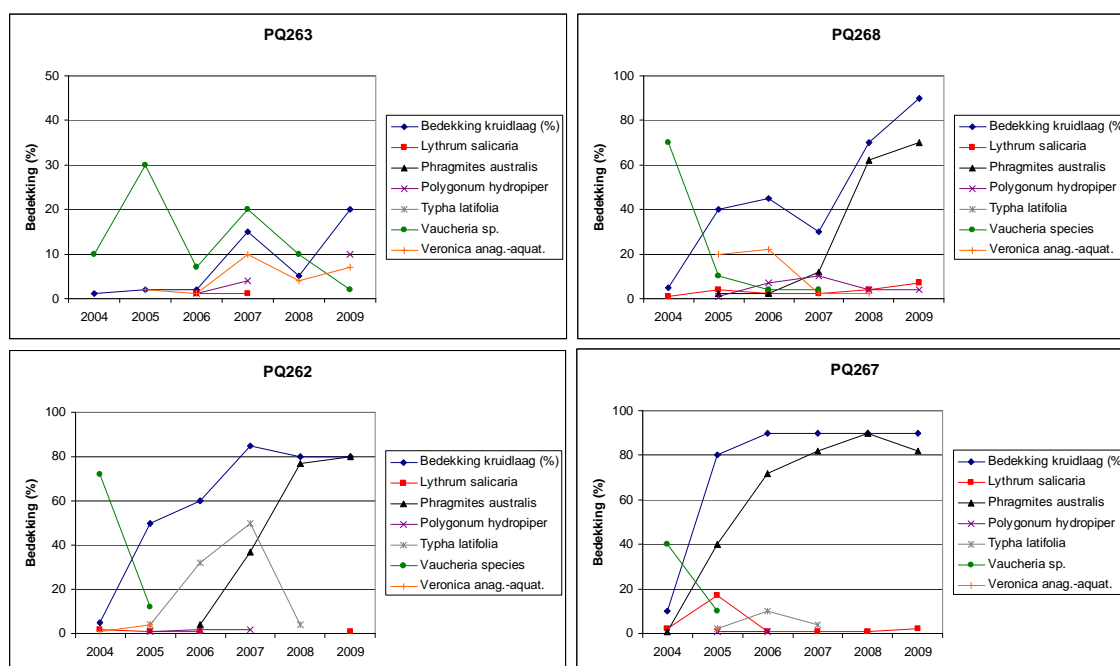 PQ263
50
40
30
20
10
0
Bedekking (%)
2004 2005 2006 2007 2008 2009
Bedekking kruidlaag (%)
Lythrum salicaria
Phragmites australis
Polygonum hydropiper
Typha latifolia
Vaucheria sp.
Veronica anag.-aquat.
PQ268
100
80
60
40
20
0
Bedekking (%)
2004 2005 2006 2007 2008 2009
Bedekking kruidlaag (%
Lythrum salicaria
Phragmites australis
Polygonum hydropiper
Typha latifolia
Vaucheria species
Veronica anag.-aquat.
PQ262
100
80
60
40
20
0
Bedekking (%)
2004 2005 2006 2007 2008 2009
Bedekking kruidlaag (%)
Lythrum salicaria
Phragmites australis
Polygonum hydropiper
Typha latifolia
Vaucheria species
Veronica anag.-aquat.
PQ267
100
80
60
40
20
0
Bedekking (%)
2004 2005 2006 2007 2008 2009
Bedekking kruidlaag (%)
Lythrum salicaria
Phragmites australis
Polygonum hydropiper
Typha latifolia
Vaucheria sp.
Veronica anag.-aquat.